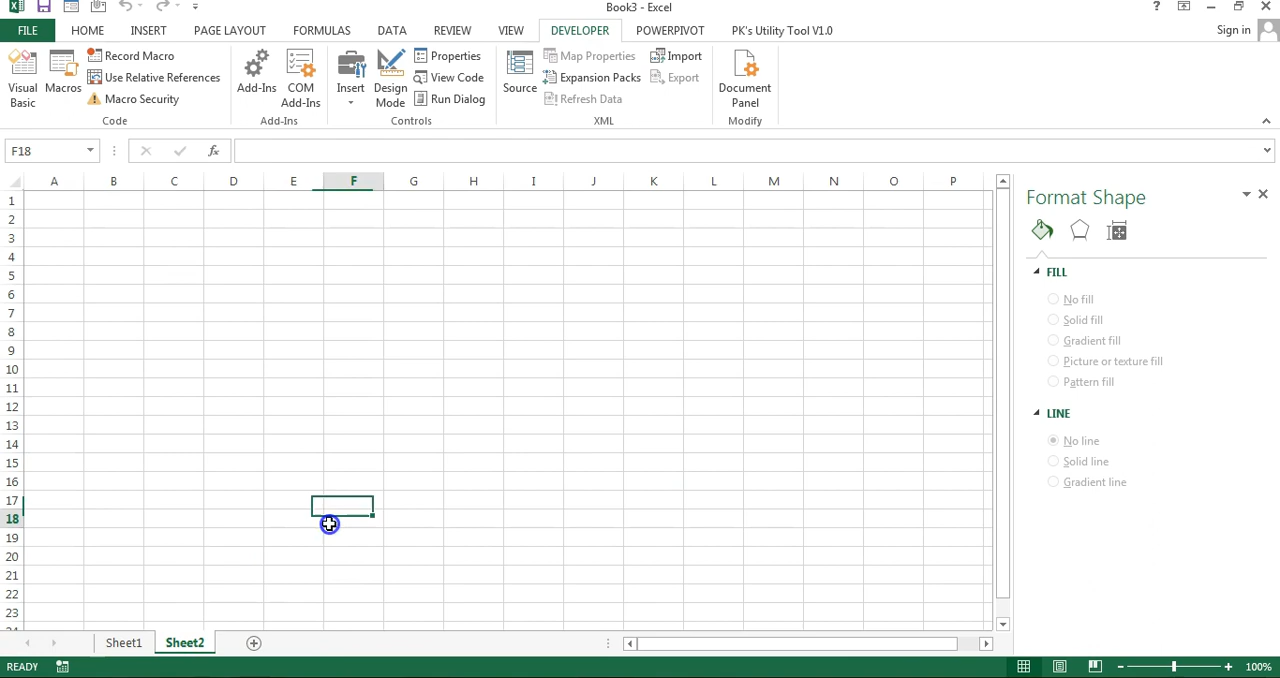 Book3 - Excel
?
FILE HOME INSERT PAGE LAYOUT FORMULAS DATA REVIEW VIEW DEVELOPER POWERPIVOT PK's Utility Tool V1.0 Sign in
Visual Basic
Macros
Record Macro
Use Relative References
Macro Security
Code
Add-Ins
COM Add-Ins
Add-Ins
Insert
Design Mode
Properties
View Code
Run Dialog
Controls
Source
Map Properties
Expansion Packs
Refresh Data
Import
Export
XML
Document Panel
Modify
F18 fx
A B C D E F G H I J K L M N O P
1
2
3
4
5
6
7
8
9
10
11
12
13
14
15
16
17
18
19
20
21
22
23
Format Shape
FILL
No fill
Solid fill
Gradient fill
Picture or texture fill
Pattern fill
LINE
No line
Solid line
Gradient line
Sheet1 Sheet2
READY 100%